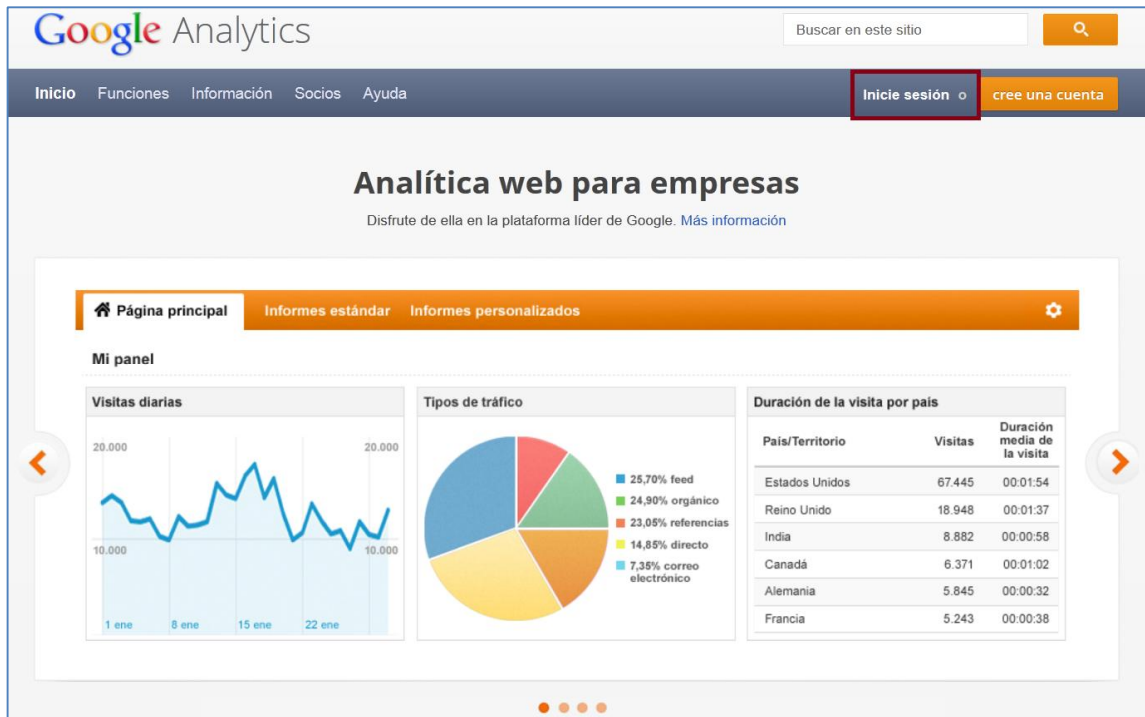 Google Analytics
Buscar en este sitio
Inicio Funciones Información Socios Ayuda
Inicie sesión o cree una cuenta
Analítica web para empresas
Disfrute de ella en la plataforma líder de Google. Más información
Página principal Informes estándar Informes personalizados
Mi panel
Visitas diarias
20.000 20.000
10.000 10.000
1 ene 8 ene 15 ene 22 ene
Tipos de tráfico
25,70% feed
24,90% orgánico
23,05% referencias
14,85% directo
7,35% correo
electrónico
Duración de la visita por país
País/Territorio Visitas Duración
media de
la visita
Estados Unidos 67.445 00:01:54
Reino Unido 18.948 00:01:37
India 8.882 00:00:58
Canadá 6.371 00:01:02
Alemania 5.845 00:00:32
Francia 5.243 00:00:38